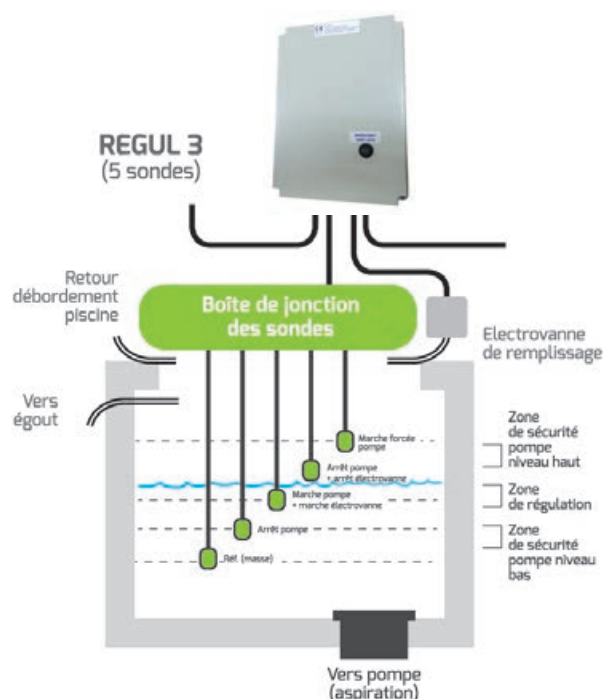 REGUL 3
(5 sondes)
Retour
débordement
piscine
Boîte de jonction
des sondes
Electrovanne
de remplissage
Vers
égout
Marche forcée
pompe
Zone
de sécurité
pompe
niveau haut
Arrêt pompe
+ arrêt électrovanne
Marche pompe
+ marche électrovanne
Zone
de régulation
Arrêt pompe
Zone
de sécurité
pompe niveau
bas
Réf. (masse)
Vers pompe
(aspiration)